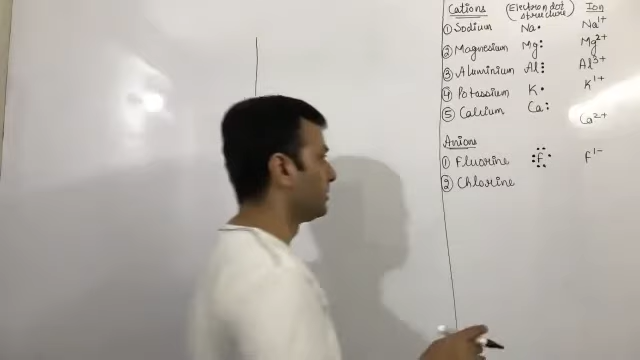 Cations (Electron dot structure) Ion
① Sodium Na• Na¹⁺
② Magnesium Mg: Mg²⁺
③ Aluminium Al⋮ Al³⁺
④ Potassium K• K¹⁺
⑤ Calcium Ca: Ca²⁺
Anions
① Fluorine F F¹⁻
② Chlorine